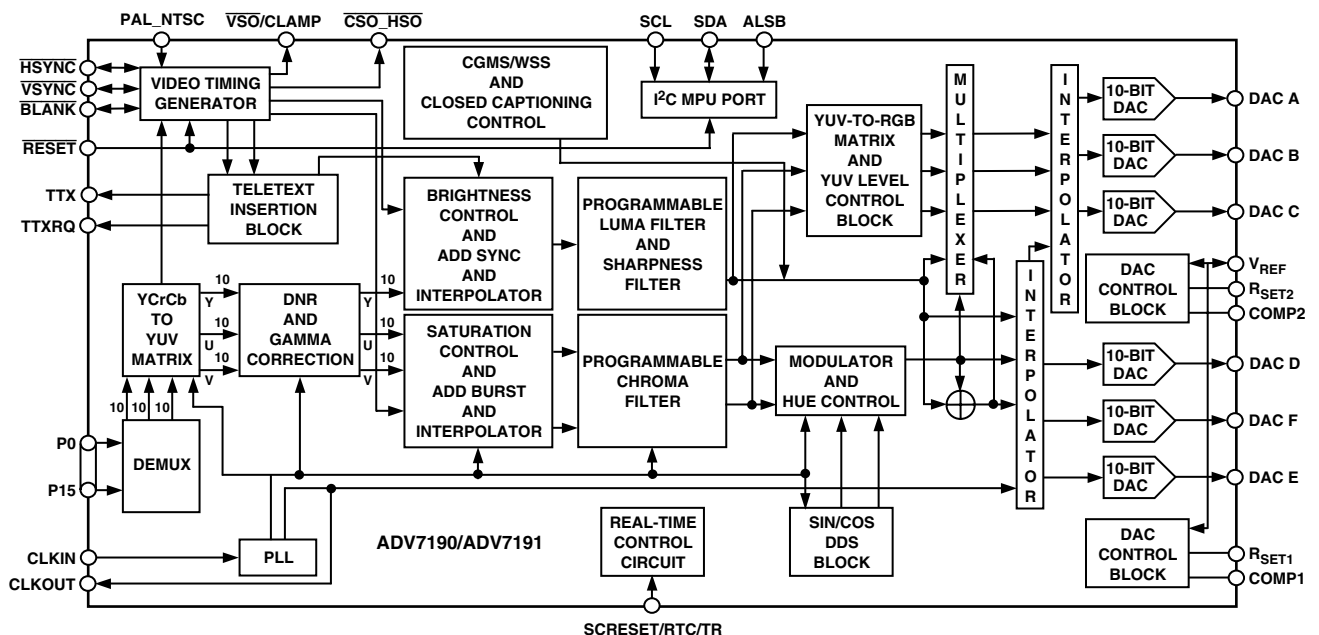 PAL_NTSC
VSO/CLAMP
CSO_HSO
SCL
SDA
ALSB
HSYNC
VSYNC
BLANK
RESET
TTX
TTXRQ
VIDEO TIMING
GENERATOR
CGMS/WSS
AND
CLOSED CAPTIONING
CONTROL
I²C MPU PORT
TELETEXT
INSERTION
BLOCK
BRIGHTNESS
CONTROL
AND
ADD SYNC
AND
INTERPOLATOR
PROGRAMMABLE
LUMA FILTER
AND
SHARPNESS
FILTER
YUV-TO-RGB
MATRIX
AND
YUV LEVEL
CONTROL
BLOCK
MULTIPLEXER
INTERPOLATOR
10-BIT
DAC
DAC A
10-BIT
DAC
DAC B
10-BIT
DAC
DAC C
YCrCb
TO
YUV
MATRIX
10
Y
10
U
10
V
DNR
AND
GAMMA
CORRECTION
10
Y
10
U
10
V
SATURATION
CONTROL
AND
ADD BURST
AND
INTERPOLATOR
PROGRAMMABLE
CHROMA
FILTER
MODULATOR
AND
HUE CONTROL
INTERPOLATOR
DAC
CONTROL
BLOCK
VREF
RSET2
COMP2
10-BIT
DAC
DAC D
10-BIT
DAC
DAC F
10-BIT
DAC
DAC E
10
10
10
P0
P15
DEMUX
CLKIN
CLKOUT
PLL
ADV7190/ADV7191
REAL-TIME
CONTROL
CIRCUIT
SIN/COS
DDS
BLOCK
DAC
CONTROL
BLOCK
RSET1
COMP1
SCRESET/RTC/TR